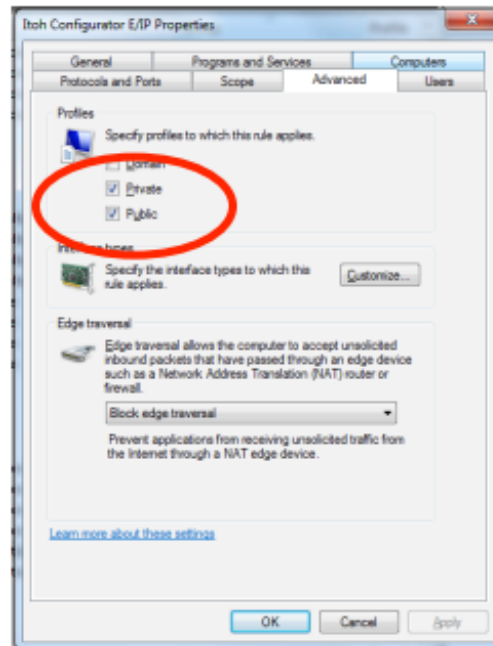 Itoh Configurator E/IP Properties
General Programs and Services Computers
Protocols and Ports Scope Advanced Users
Profiles
Specify profiles to which this rule applies.
Domain
Private
Public
Interface types
Specify the interface types to which this
rule applies.
Customize...
Edge traversal
Edge traversal allows the computer to accept unsolicited
inbound packets that have passed through an edge device
such as a Network Address Translation (NAT) router or
firewall.
Block edge traversal
Prevent applications from receiving unsolicited traffic from
the Internet through a NAT edge device.
Learn more about these settings
OK Cancel Apply